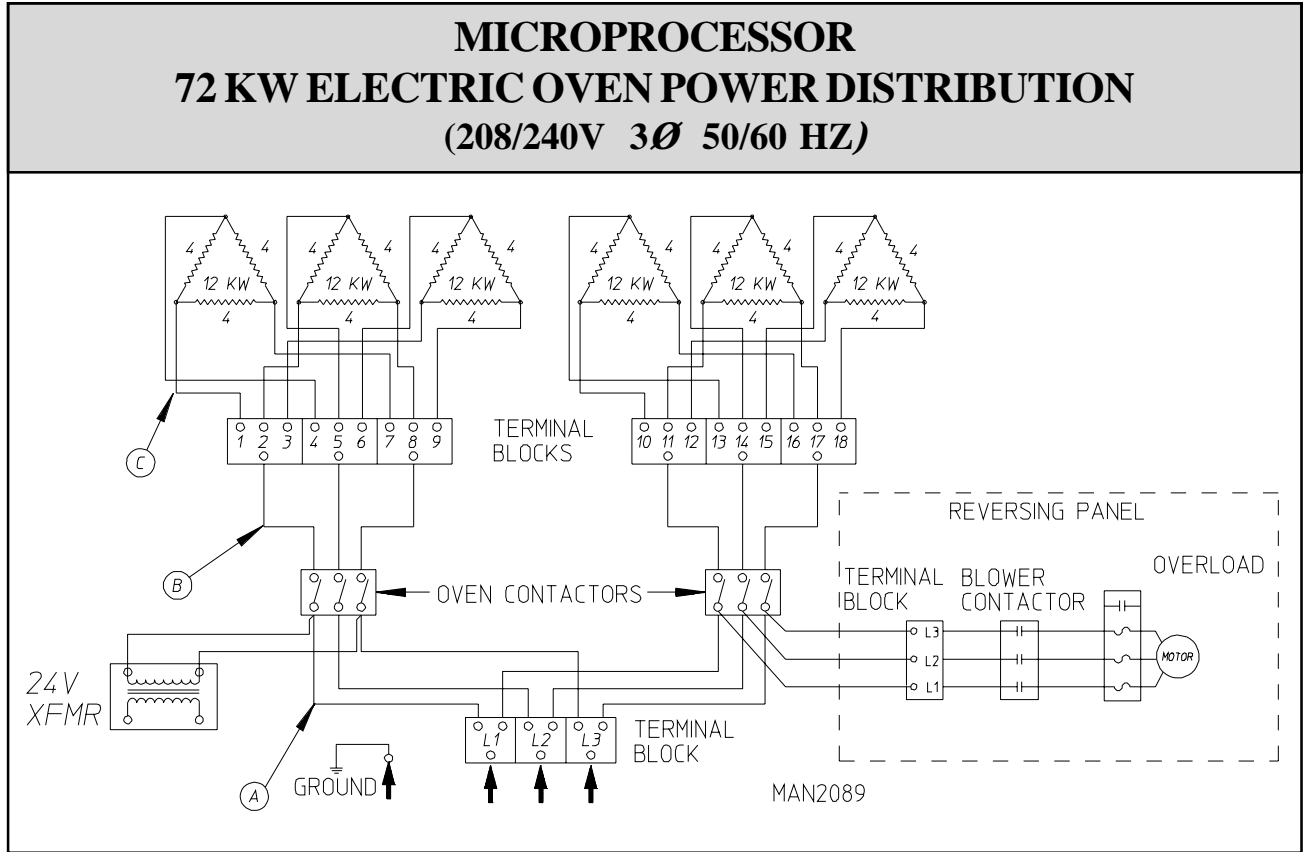 MICROPROCESSOR
72 KW ELECTRIC OVEN POWER DISTRIBUTION
(208/240V 3Ø 50/60 HZ)
4 4 4 4 4 4 4 4 4 4 4 4
12 KW 12 KW 12 KW 12 KW 12 KW 12 KW
4 4 4 4 4 4
C
1 2 3 4 5 6 7 8 9
TERMINAL
BLOCKS
10 11 12 13 14 15 16 17 18
B
OVEN CONTACTORS
REVERSING PANEL
OVERLOAD
TERMINAL
BLOCK
BLOWER
CONTACTOR
L3
L2
L1
MOTOR
24V
XFMR
A
GROUND
L1 L2 L3
TERMINAL
BLOCK
MAN2089